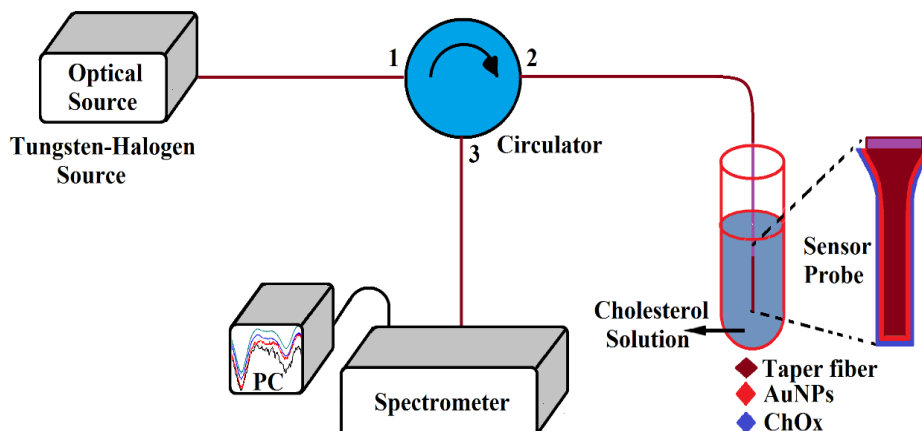 Optical
Source
Tungsten-Halogen
Source
1
2
3
Circulator
Sensor
Probe
Cholesterol
Solution
PC
Spectrometer
Taper fiber
AuNPs
ChOx